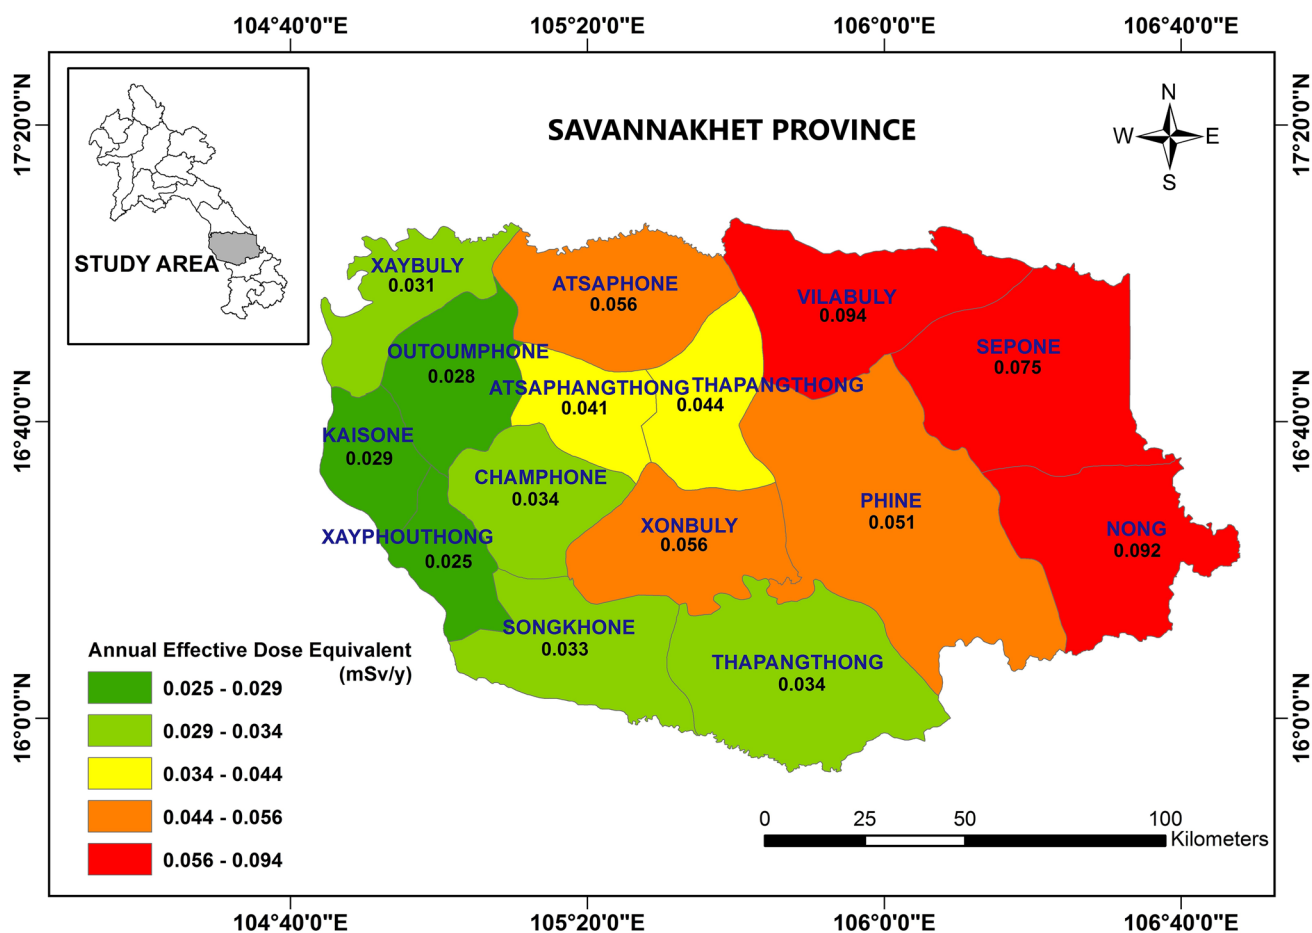 104°40'0"E 105°20'0"E 106°0'0"E 106°40'0"E
17°20'0"N
17°20'0"N
SAVANNAKHET PROVINCE
N
W E
S
STUDY AREA
XAYBULY
0.031
ATSAPHONE
0.056
VILABULY
0.094
SEPONE
0.075
OUTOUMPHONE
0.028
ATSAPHANGTHONG
0.041
THAPANGTHONG
0.044
16°40'0"N
16°40'0"N
KAISONE
0.029
CHAMPHONE
0.034
XONBULY
0.056
PHINE
0.051
NONG
0.092
XAYPHOUTHONG
0.025
SONGKHONE
0.033
THAPANGTHONG
0.034
16°0'0"N
16°0'0"N
Annual Effective Dose Equivalent
(mSv/y)
0.025 - 0.029
0.029 - 0.034
0.034 - 0.044
0.044 - 0.056
0.056 - 0.094
0 25 50 100
Kilometers
104°40'0"E 105°20'0"E 106°0'0"E 106°40'0"E